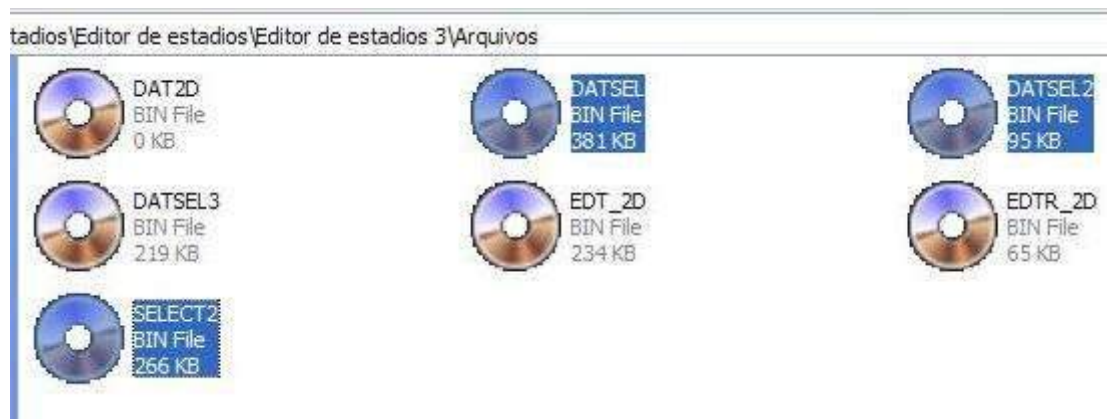 tadios\Editor de estadios\Editor de estadios 3\Arquivos
DAT2D
BIN File
0 KB
DATSEL
BIN File
381 KB
DATSEL2
BIN File
95 KB
DATSEL3
BIN File
219 KB
EDT_2D
BIN File
234 KB
EDTR_2D
BIN File
65 KB
SELECT2
BIN File
266 KB